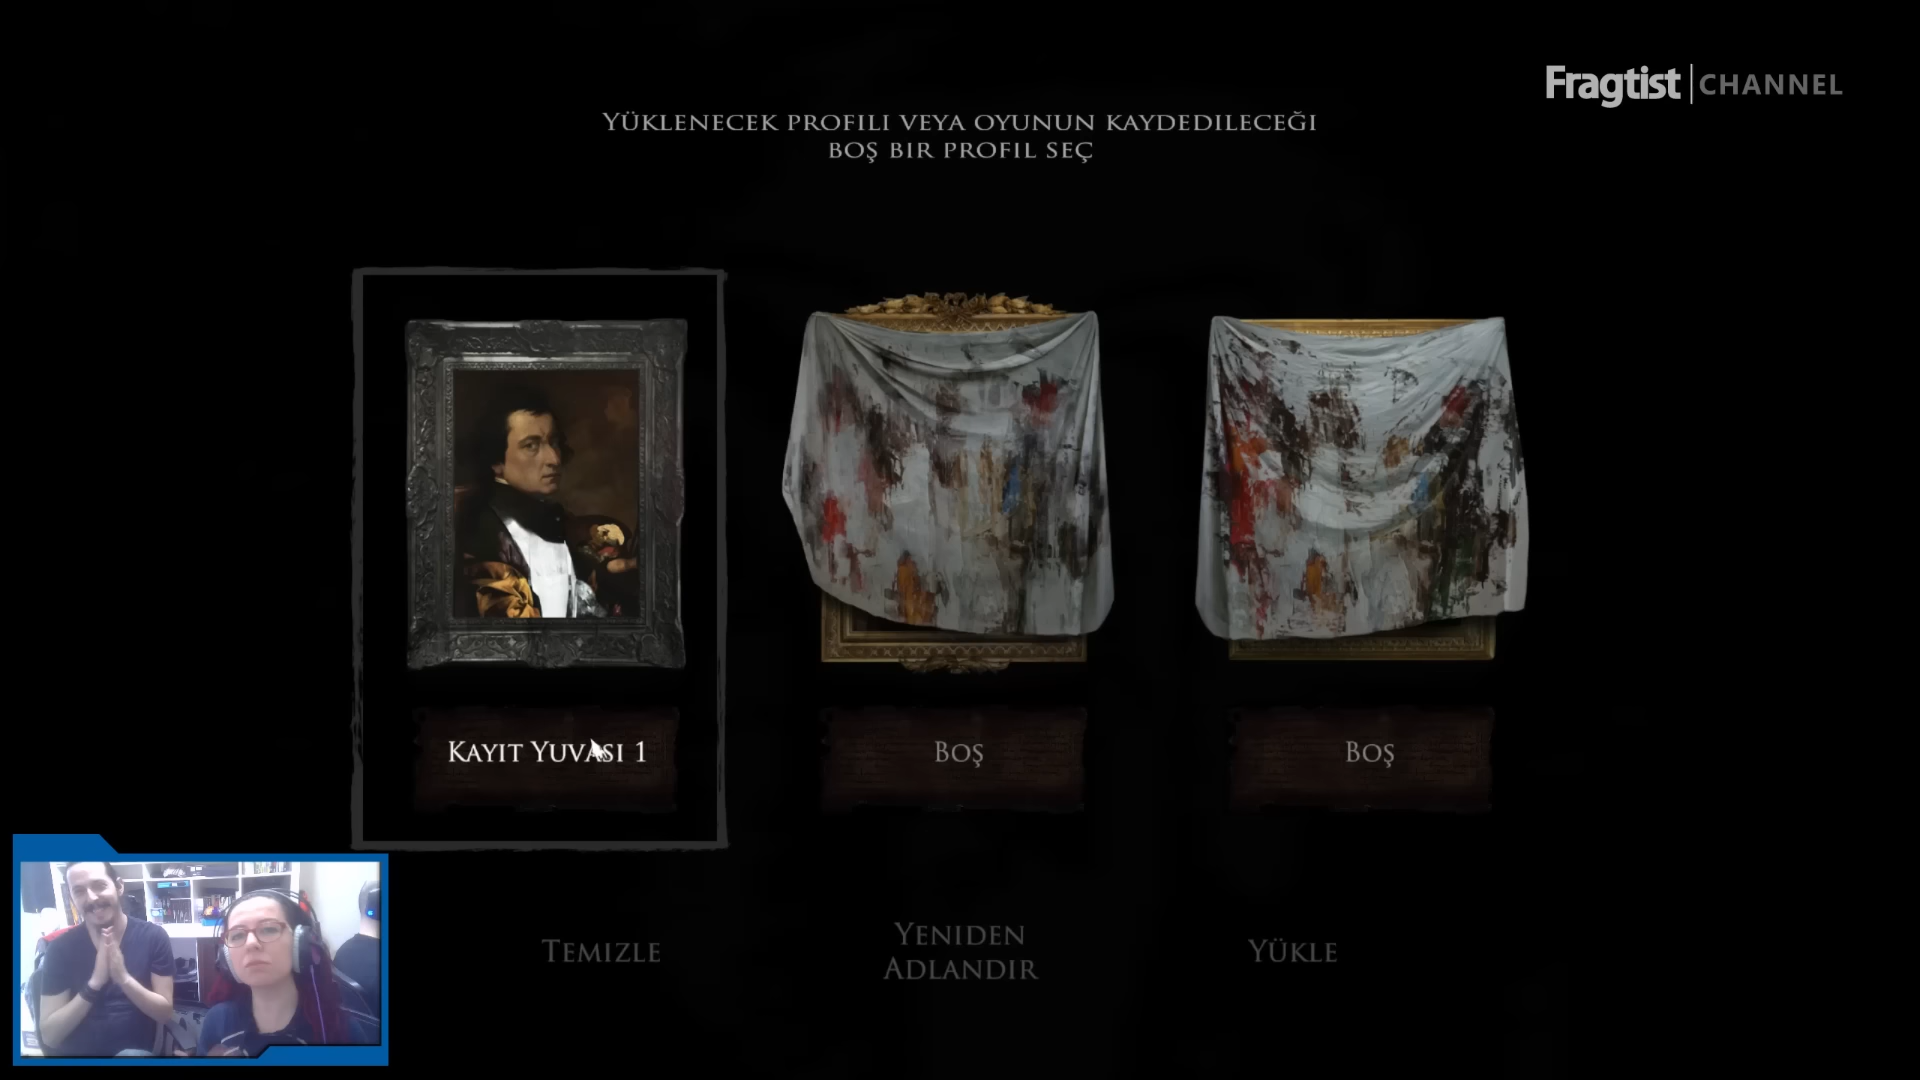 Fragtist | CHANNEL
YÜKLENECEK PROFILI VEYA OYUNUN KAYDEDILECEĞI
BOŞ BIR PROFIL SEÇ
KAYIT YUVASI 1
BOŞ
BOŞ
TEMIZLE
YENIDEN
ADLANDIR
YÜKLE